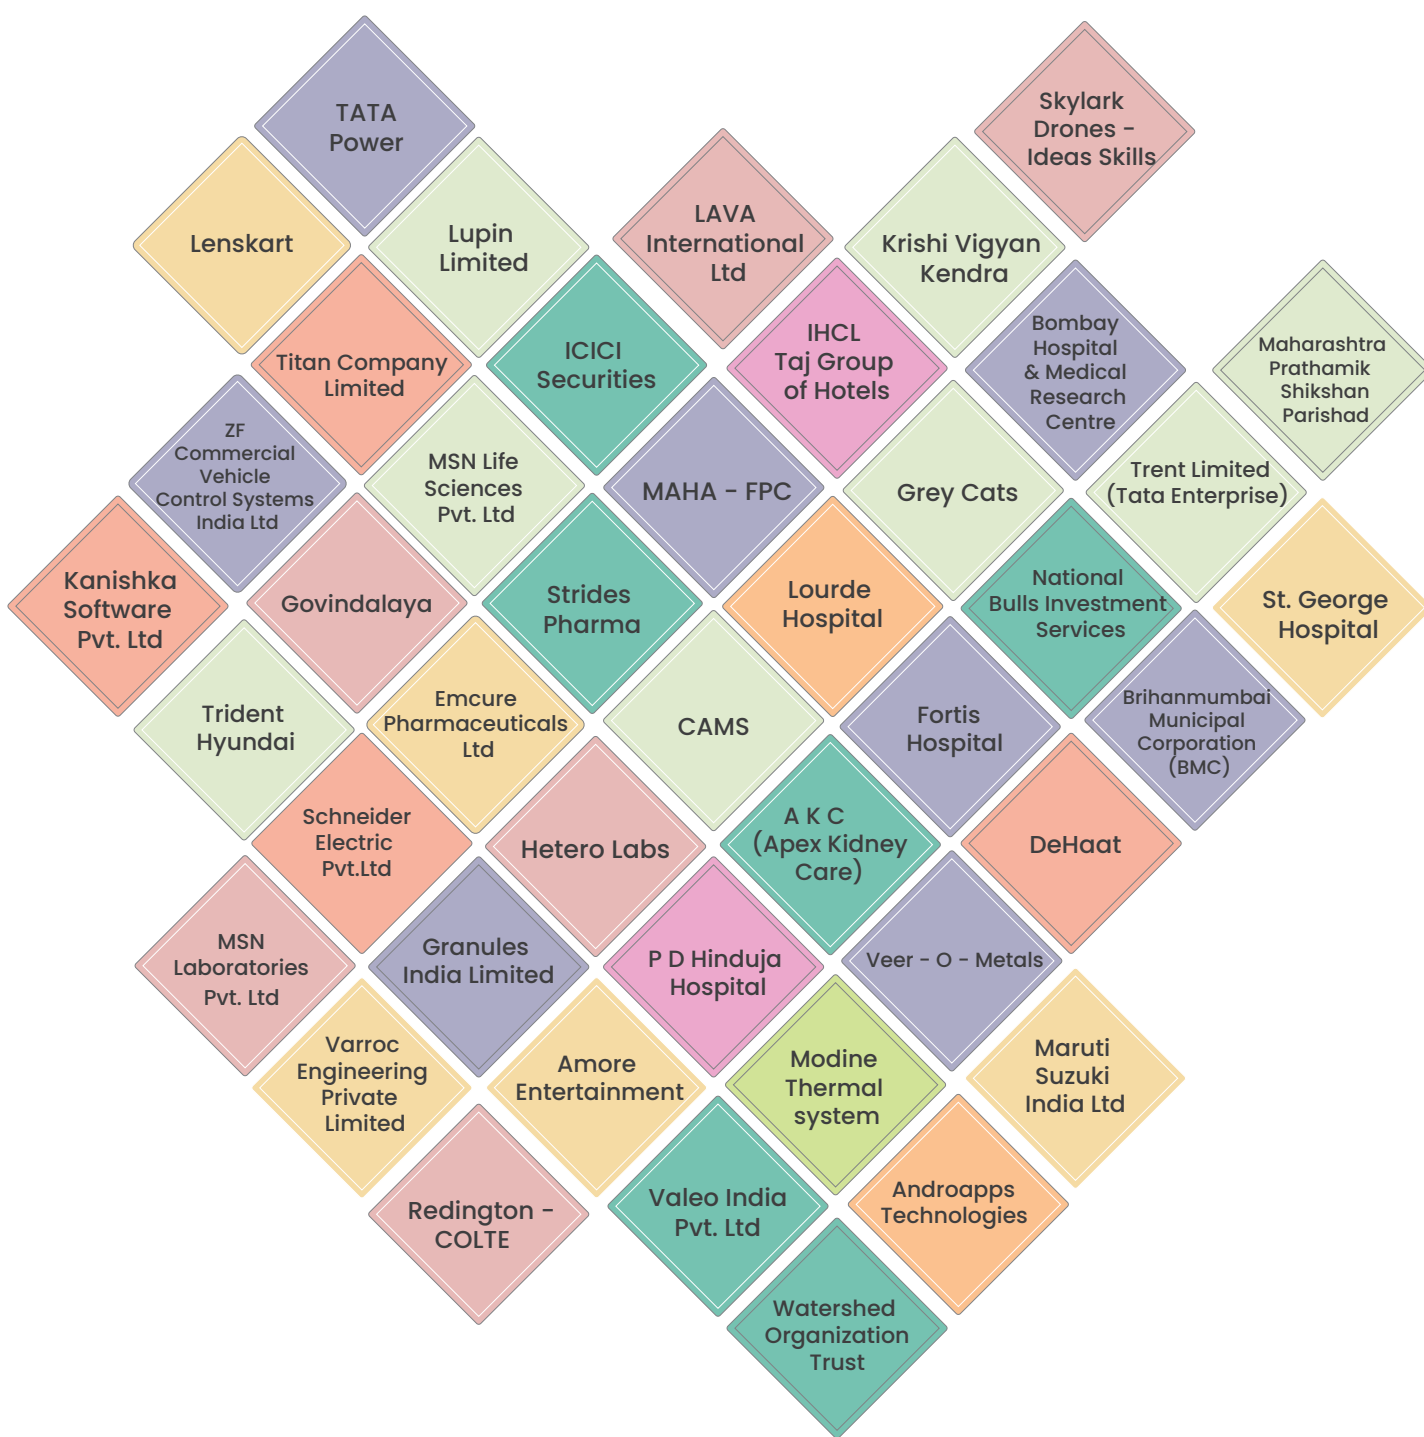 TATA
Power
Skylark
Drones -
Ideas Skills
Lenskart
Lupin
Limited
LAVA
International
Ltd
Krishi Vigyan
Kendra
Titan Company
Limited
ICICI
Securities
IHCL
Taj Group
of Hotels
Bombay
Hospital
& Medical
Research
Centre
Maharashtra
Prathamik
Shikshan
Parishad
ZF
Commercial
Vehicle
Control Systems
India Ltd
MSN Life
Sciences
Pvt. Ltd
MAHA - FPC
Grey Cats
Trent Limited
(Tata Enterprise)
Kanishka
Software
Pvt. Ltd
Govindalaya
Strides
Pharma
Lourde
Hospital
National
Bulls Investment
Services
St. George
Hospital
Trident
Hyundai
Emcure
Pharmaceuticals
Ltd
CAMS
Fortis
Hospital
Brihanmumbai
Municipal
Corporation
(BMC)
Schneider
Electric
Pvt.Ltd
Hetero Labs
A K C
(Apex Kidney
Care)
DeHaat
MSN
Laboratories
Pvt. Ltd
Granules
India Limited
P D Hinduja
Hospital
Veer - O - Metals
Varroc
Engineering
Private
Limited
Amore
Entertainment
Modine
Thermal
system
Maruti
Suzuki
India Ltd
Redington -
COLTE
Valeo India
Pvt. Ltd
Androapps
Technologies
Watershed
Organization
Trust